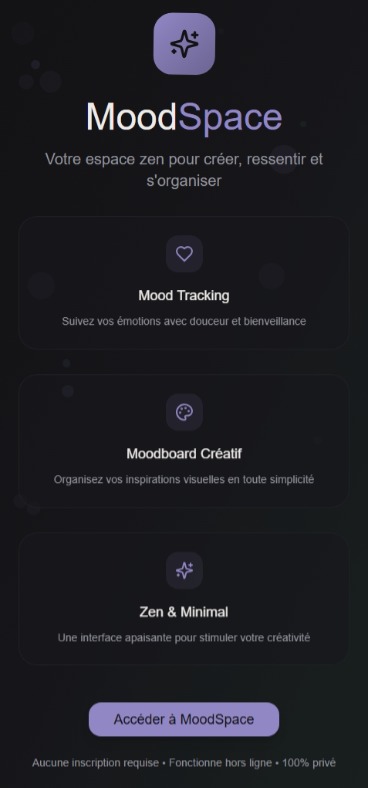 MoodSpace
Votre espace zen pour créer, ressentir et
s'organiser
Mood Tracking
Suivez vos émotions avec douceur et bienveillance
Moodboard Créatif
Organisez vos inspirations visuelles en toute simplicité
Zen & Minimal
Une interface apaisante pour stimuler votre créativité
Accéder à MoodSpace
Aucune inscription requise • Fonctionne hors ligne • 100% privé